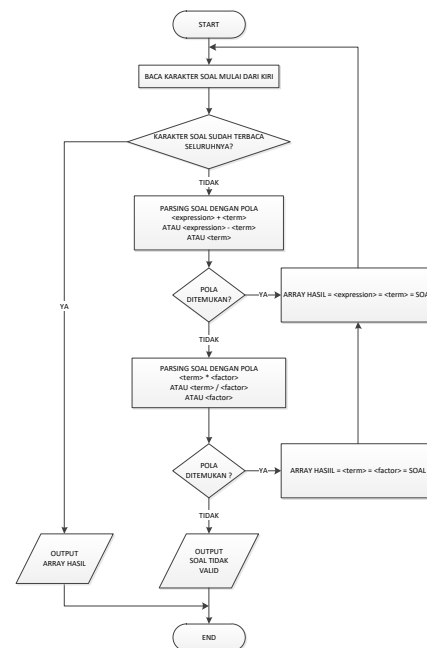 START
BACA KARAKTER SOAL MULAI DARI KIRI
KARAKTER SOAL SUDAH TERBACA
SELURUHNYA?
TIDAK
PARSING SOAL DENGAN POLA
<expression> + <term>
ATAU <expression> - <term>
ATAU <term>
POLA
DITEMUKAN?
YA
ARRAY HASIL = <expression> = <term> = SOAL
YA
TIDAK
PARSING SOAL DENGAN POLA
<term> * <factor>
ATAU <term> / <factor>
ATAU <factor>
POLA
DITEMUKAN ?
YA
ARRAY HASIIL = <term> = <factor> = SOAL
TIDAK
OUTPUT
ARRAY HASIL
OUTPUT
SOAL TIDAK
VALID
END